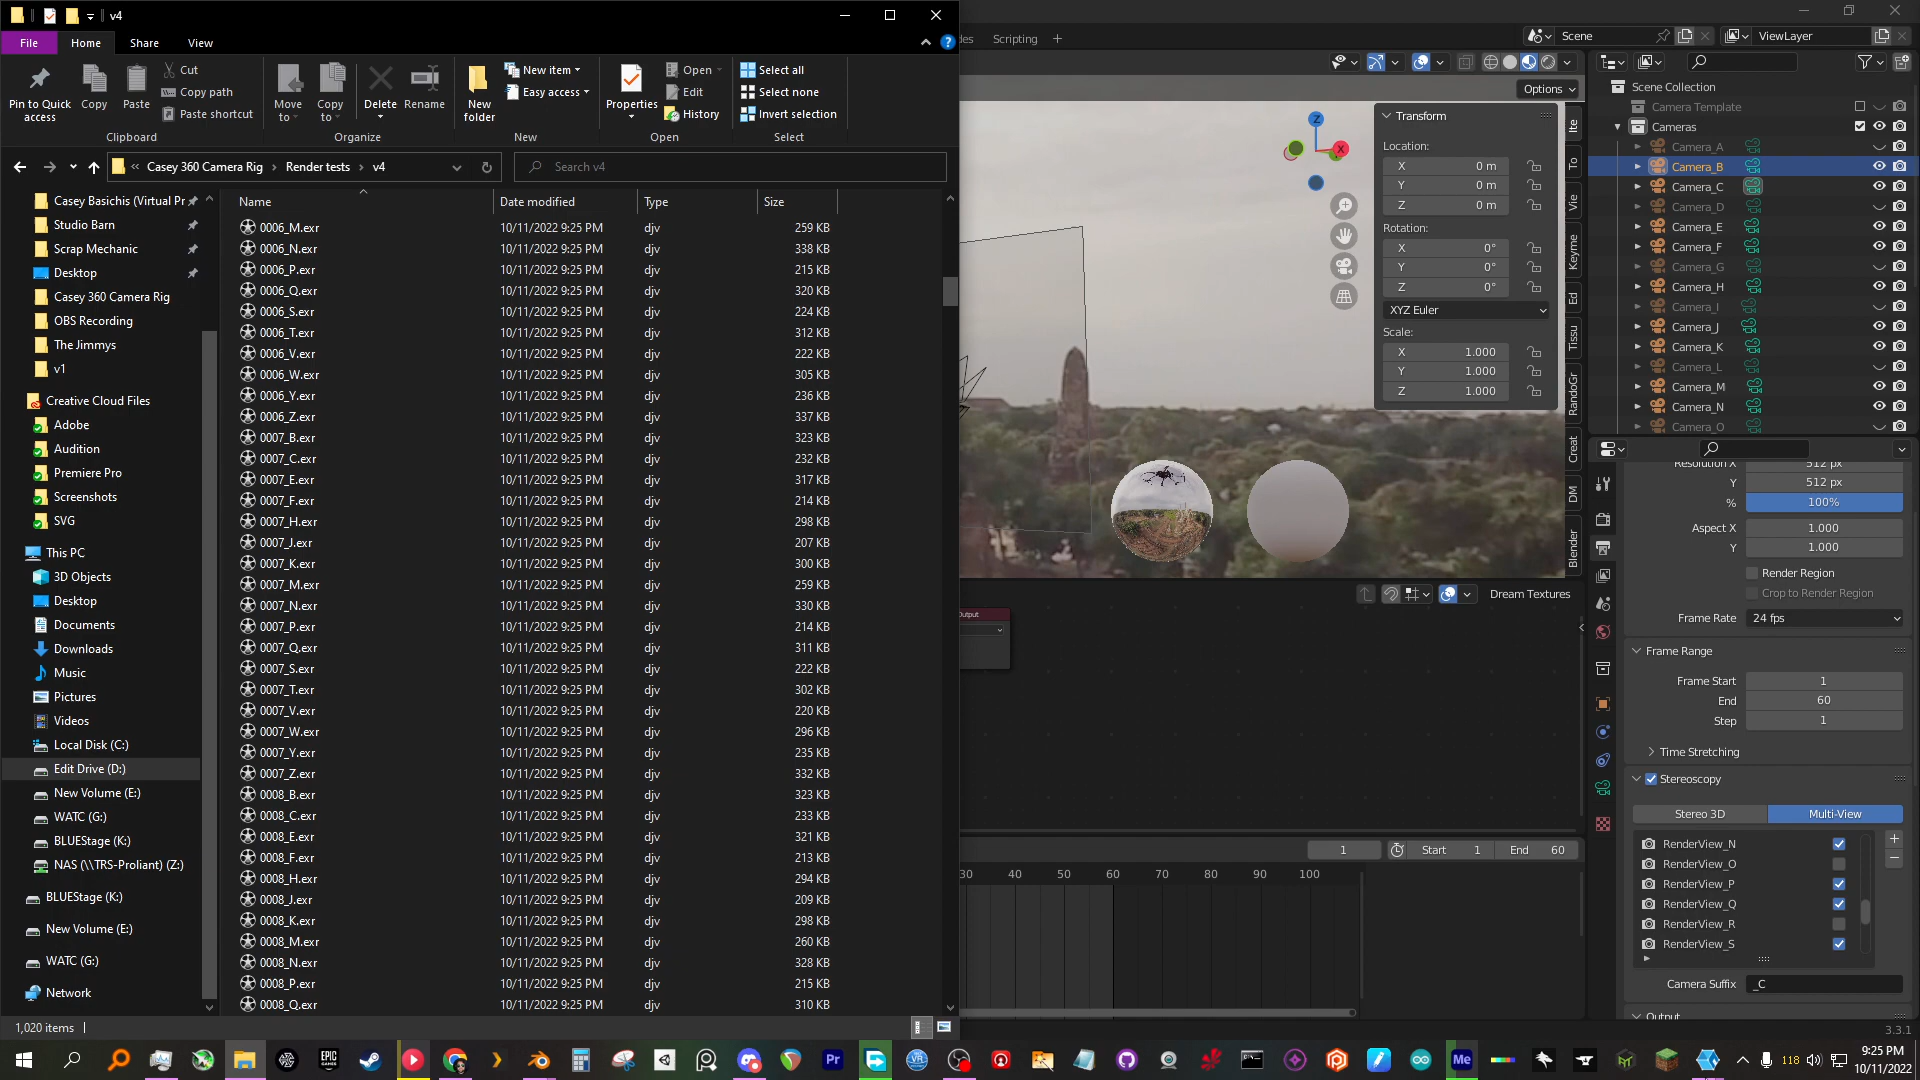 v4
File
Home
Share
View
Pin to Quick access
Copy
Paste
Cut
Copy path
Paste shortcut
Clipboard
Move to
Copy to
Delete
Rename
Organize
New folder
New item
Easy access
New
Properties
Open
Edit
History
Open
Select all
Select none
Invert selection
Select
Casey 360 Camera Rig
Render tests
v4
Search v4
Casey Basichis (Virtual Pr
Studio Barn
Scrap Mechanic
Desktop
Casey 360 Camera Rig
OBS Recording
The Jimmys
v1
Creative Cloud Files
Adobe
Audition
Premiere Pro
Screenshots
SVG
This PC
3D Objects
Desktop
Documents
Downloads
Music
Pictures
Videos
Local Disk (C:)
Edit Drive (D:)
New Volume (E:)
WATC (G:)
BLUEStage (K:)
NAS (\\TRS-Proliant) (Z:)
BLUEStage (K:)
New Volume (E:)
WATC (G:)
Network
Name Date modified Type Size
0006_M.exr 10/11/2022 9:25 PM djv 259 KB
0006_N.exr 10/11/2022 9:25 PM djv 338 KB
0006_P.exr 10/11/2022 9:25 PM djv 215 KB
0006_Q.exr 10/11/2022 9:25 PM djv 320 KB
0006_S.exr 10/11/2022 9:25 PM djv 224 KB
0006_T.exr 10/11/2022 9:25 PM djv 312 KB
0006_V.exr 10/11/2022 9:25 PM djv 222 KB
0006_W.exr 10/11/2022 9:25 PM djv 305 KB
0006_Y.exr 10/11/2022 9:25 PM djv 236 KB
0006_Z.exr 10/11/2022 9:25 PM djv 337 KB
0007_B.exr 10/11/2022 9:25 PM djv 323 KB
0007_C.exr 10/11/2022 9:25 PM djv 232 KB
0007_E.exr 10/11/2022 9:25 PM djv 317 KB
0007_F.exr 10/11/2022 9:25 PM djv 214 KB
0007_H.exr 10/11/2022 9:25 PM djv 298 KB
0007_J.exr 10/11/2022 9:25 PM djv 207 KB
0007_K.exr 10/11/2022 9:25 PM djv 300 KB
0007_M.exr 10/11/2022 9:25 PM djv 259 KB
0007_N.exr 10/11/2022 9:25 PM djv 330 KB
0007_P.exr 10/11/2022 9:25 PM djv 214 KB
0007_Q.exr 10/11/2022 9:25 PM djv 311 KB
0007_S.exr 10/11/2022 9:25 PM djv 222 KB
0007_T.exr 10/11/2022 9:25 PM djv 302 KB
0007_V.exr 10/11/2022 9:25 PM djv 220 KB
0007_W.exr 10/11/2022 9:25 PM djv 296 KB
0007_Y.exr 10/11/2022 9:25 PM djv 235 KB
0007_Z.exr 10/11/2022 9:25 PM djv 332 KB
0008_B.exr 10/11/2022 9:25 PM djv 323 KB
0008_C.exr 10/11/2022 9:25 PM djv 233 KB
0008_E.exr 10/11/2022 9:25 PM djv 321 KB
0008_F.exr 10/11/2022 9:25 PM djv 213 KB
0008_H.exr 10/11/2022 9:25 PM djv 294 KB
0008_J.exr 10/11/2022 9:25 PM djv 209 KB
0008_K.exr 10/11/2022 9:25 PM djv 298 KB
0008_M.exr 10/11/2022 9:25 PM djv 260 KB
0008_N.exr 10/11/2022 9:25 PM djv 328 KB
0008_P.exr 10/11/2022 9:25 PM djv 215 KB
0008_Q.exr 10/11/2022 9:25 PM djv 310 KB
1,020 items
des
Scripting
Scene
ViewLayer
Options
Z
X
Transform
Location:
X 0 m
Y 0 m
Z 0 m
Rotation:
X 0°
Y 0°
Z 0°
XYZ Euler
Scale:
X 1.000
Y 1.000
Z 1.000
Ite
To
Vie
Keyme
Ed
Tissu
RandoGr
Creat
DM
Blender
Scene Collection
Camera Template
Cameras
Camera_A
Camera_B
Camera_C
Camera_D
Camera_E
Camera_F
Camera_G
Camera_H
Camera_I
Camera_J
Camera_K
Camera_L
Camera_M
Camera_N
Camera_O
Resolution X 512 px
Y 512 px
% 100%
Aspect X 1.000
Y 1.000
Render Region
Crop to Render Region
Frame Rate 24 fps
Frame Range
Frame Start 1
End 60
Step 1
Time Stretching
Stereoscopy
Stereo 3D
Multi-View
RenderView_N
RenderView_O
RenderView_P
RenderView_Q
RenderView_R
RenderView_S
Camera Suffix _C
Output
3.3.1
Dream Textures
Output
1
Start 1
End 60
30 40 50 60 70 80 90 100
EPIC GAMES
Pr
VR
Me
118
9:25 PM
10/11/2022